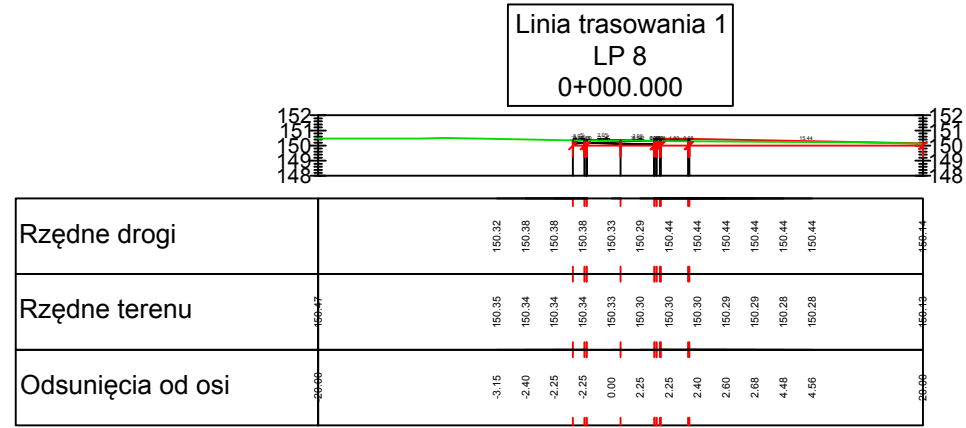 Linia trasowania 1
LP 8
0+000.000
152 152
151 151
150 150
149 149
148 148
15.44
Rzędne drogi 150.32 150.38 150.38 150.38 150.33 150.29 150.44 150.44 150.44 150.44 150.44 150.44 150.14
Rzędne terenu 150.47 150.35 150.34 150.34 150.34 150.33 150.30 150.30 150.30 150.29 150.29 150.28 150.28 150.13
Odsunięcia od osi -3.15 -2.40 -2.25 -2.25 0.00 2.25 2.25 2.40 2.60 2.68 4.48 4.56 20.00